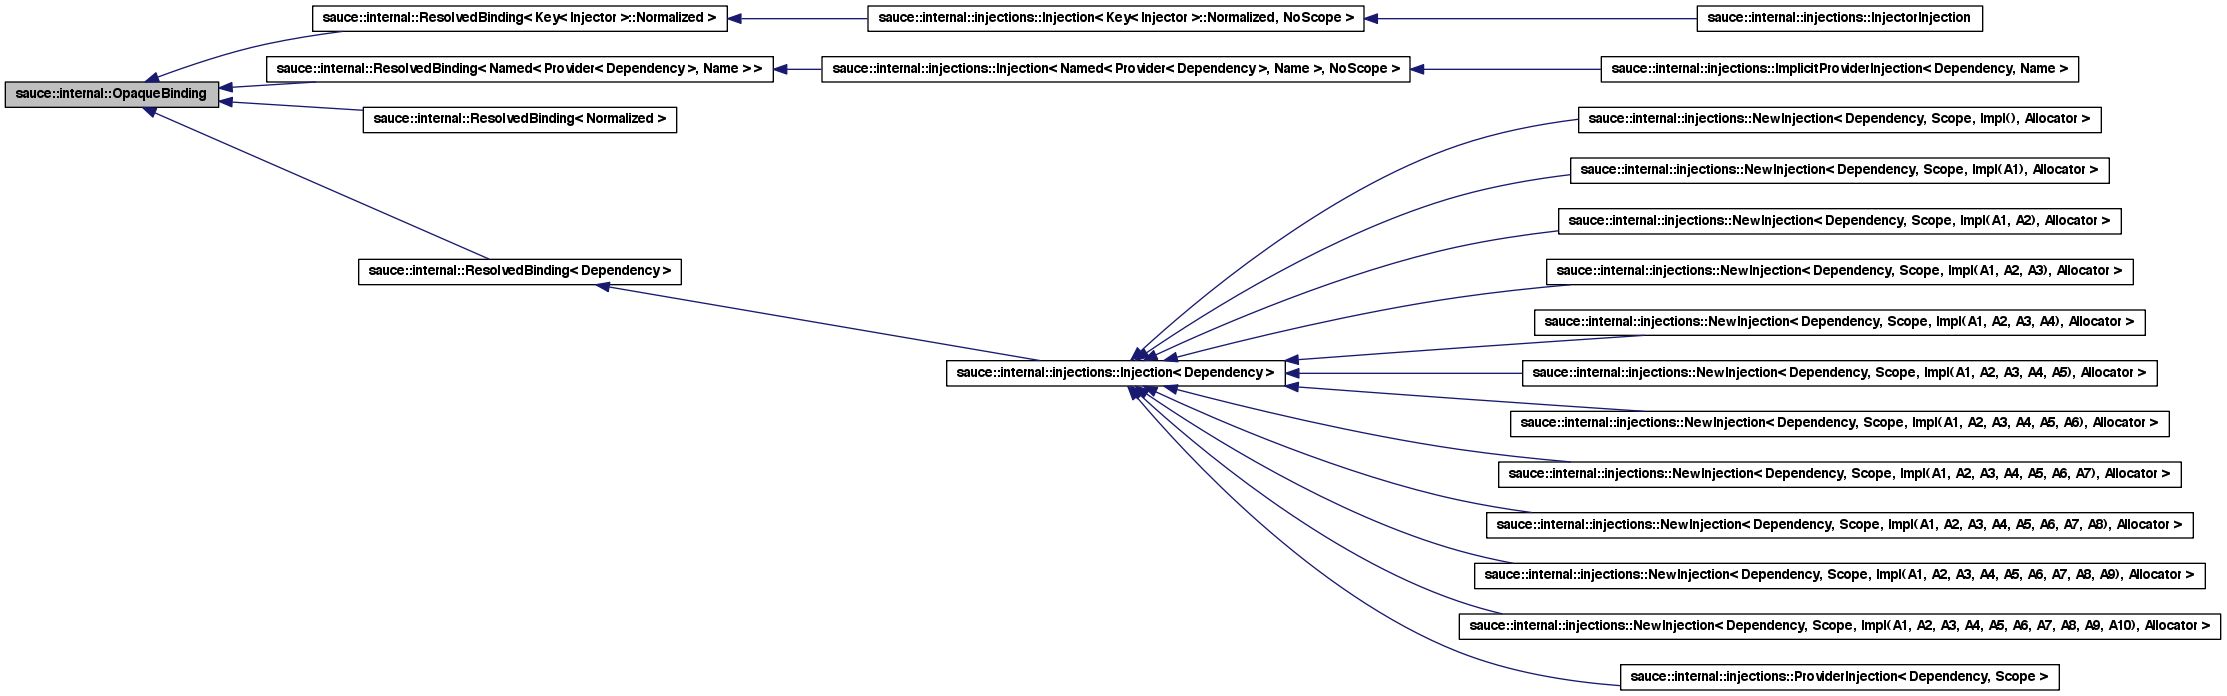 sauce::internal::ResolvedBinding< Key< Injector >::Normalized >
sauce::internal::injections::Injection< Key< Injector >::Normalized, NoScope >
sauce::internal::injections::InjectorInjection
sauce::internal::ResolvedBinding< Named< Provider< Dependency >, Name > >
sauce::internal::injections::Injection< Named< Provider< Dependency >, Name >, NoScope >
sauce::internal::injections::ImplicitProviderInjection< Dependency, Name >
sauce::internal::OpaqueBinding
sauce::internal::ResolvedBinding< Normalized >
sauce::internal::injections::NewInjection< Dependency, Scope, Impl(), Allocator >
sauce::internal::injections::NewInjection< Dependency, Scope, Impl(A1), Allocator >
sauce::internal::injections::NewInjection< Dependency, Scope, Impl(A1, A2), Allocator >
sauce::internal::ResolvedBinding< Dependency >
sauce::internal::injections::NewInjection< Dependency, Scope, Impl(A1, A2, A3), Allocator >
sauce::internal::injections::NewInjection< Dependency, Scope, Impl(A1, A2, A3, A4), Allocator >
sauce::internal::injections::Injection< Dependency >
sauce::internal::injections::NewInjection< Dependency, Scope, Impl(A1, A2, A3, A4, A5), Allocator >
sauce::internal::injections::NewInjection< Dependency, Scope, Impl(A1, A2, A3, A4, A5, A6), Allocator >
sauce::internal::injections::NewInjection< Dependency, Scope, Impl(A1, A2, A3, A4, A5, A6, A7), Allocator >
sauce::internal::injections::NewInjection< Dependency, Scope, Impl(A1, A2, A3, A4, A5, A6, A7, A8), Allocator >
sauce::internal::injections::NewInjection< Dependency, Scope, Impl(A1, A2, A3, A4, A5, A6, A7, A8, A9), Allocator >
sauce::internal::injections::NewInjection< Dependency, Scope, Impl(A1, A2, A3, A4, A5, A6, A7, A8, A9, A10), Allocator >
sauce::internal::injections::ProviderInjection< Dependency, Scope >